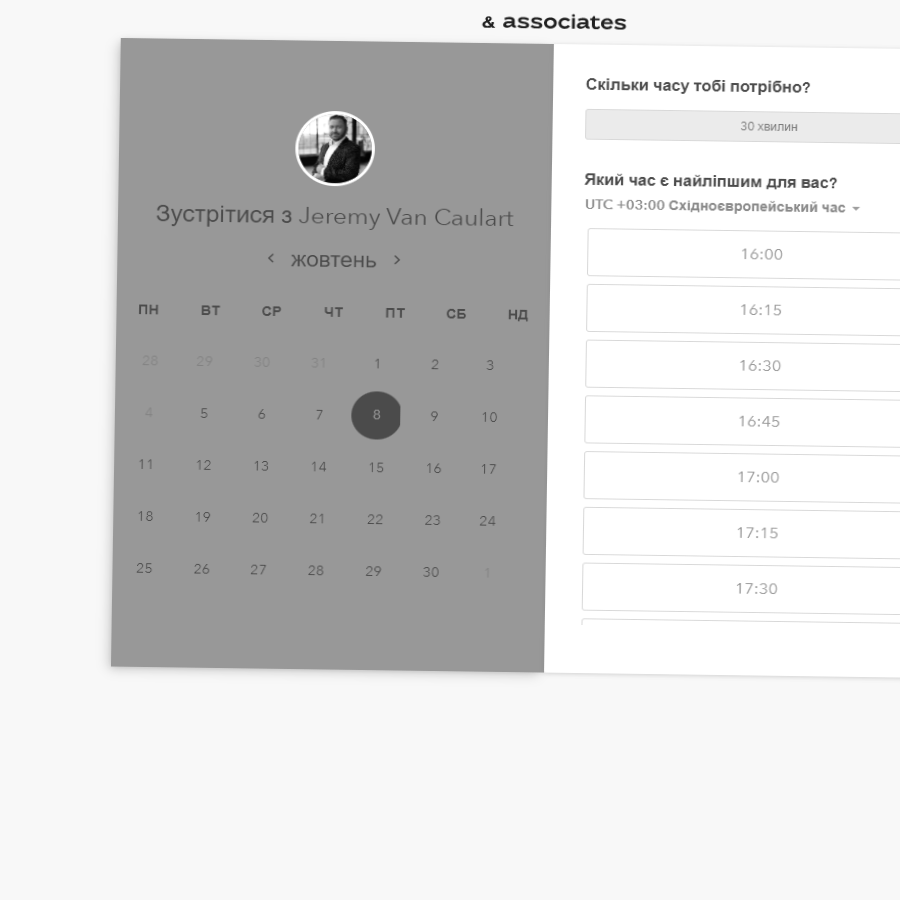 & associates
Зустрітися з Jeremy Van Caulart
жовтень
ПН ВТ СР ЧТ ПТ СБ НД
28 29 30 31 1 2 3
4 5 6 7 8 9 10
11 12 13 14 15 16 17
18 19 20 21 22 23 24
25 26 27 28 29 30 1
Скільки часу тобі потрібно?
30 хвилин
Який час є найліпшим для вас?
UTC +03:00 Східноєвропейський час
16:00
16:15
16:30
16:45
17:00
17:15
17:30